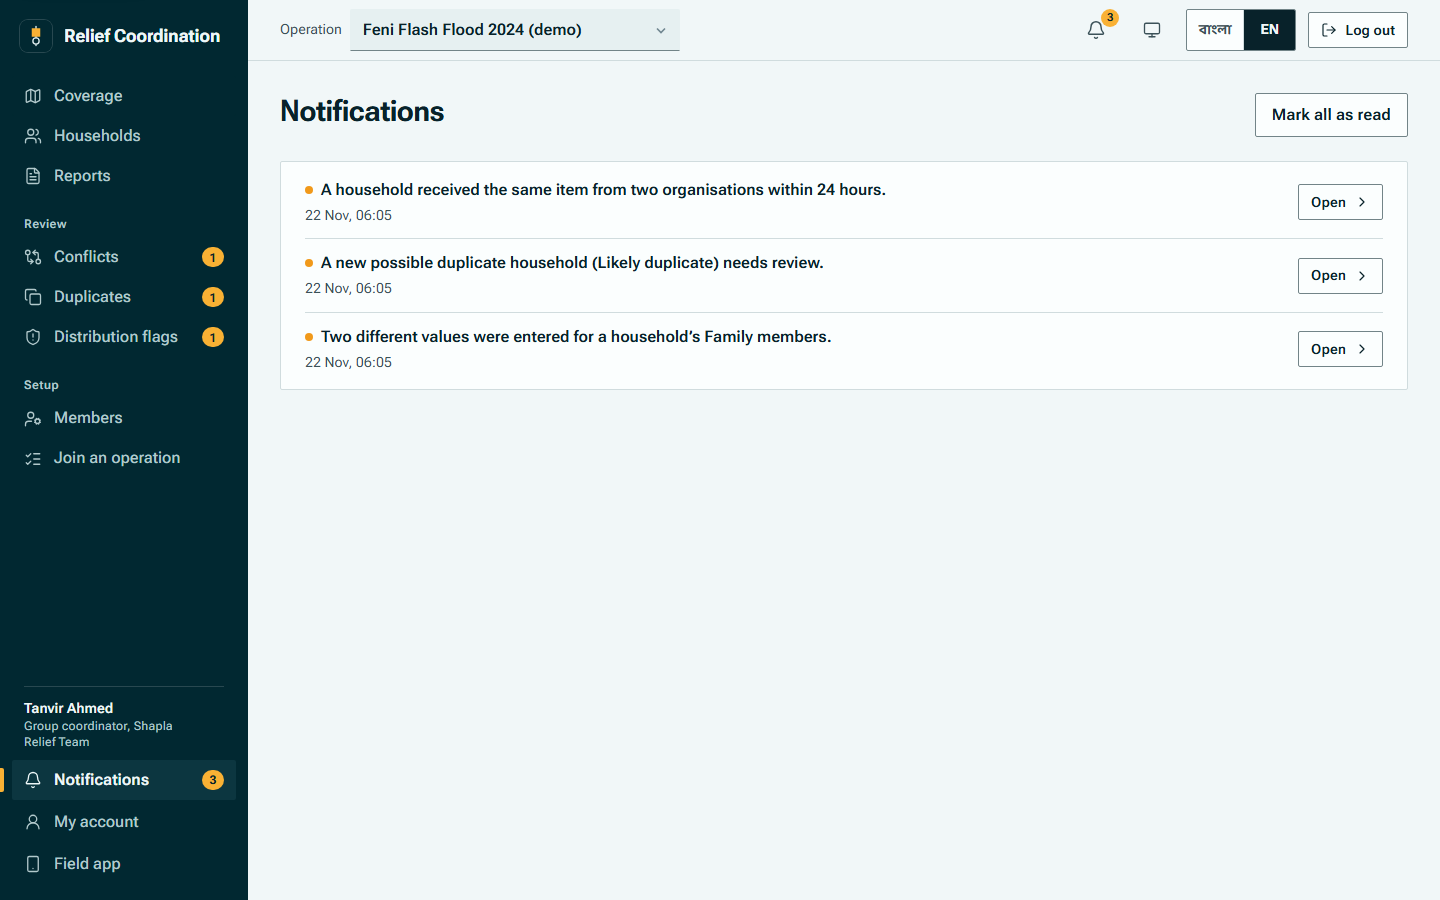 Relief Coordination
Coverage
Households
Reports
Review
Conflicts 1
Duplicates 1
Distribution flags 1
Setup
Members
Join an operation
Tanvir Ahmed
Group coordinator, Shapla
Relief Team
Notifications 3
My account
Field app
Operation Feni Flash Flood 2024 (demo) 3 বাংলা EN Log out
Notifications
Mark all as read
A household received the same item from two organisations within 24 hours.
22 Nov, 06:05
Open
A new possible duplicate household (Likely duplicate) needs review.
22 Nov, 06:05
Open
Two different values were entered for a household’s Family members.
22 Nov, 06:05
Open